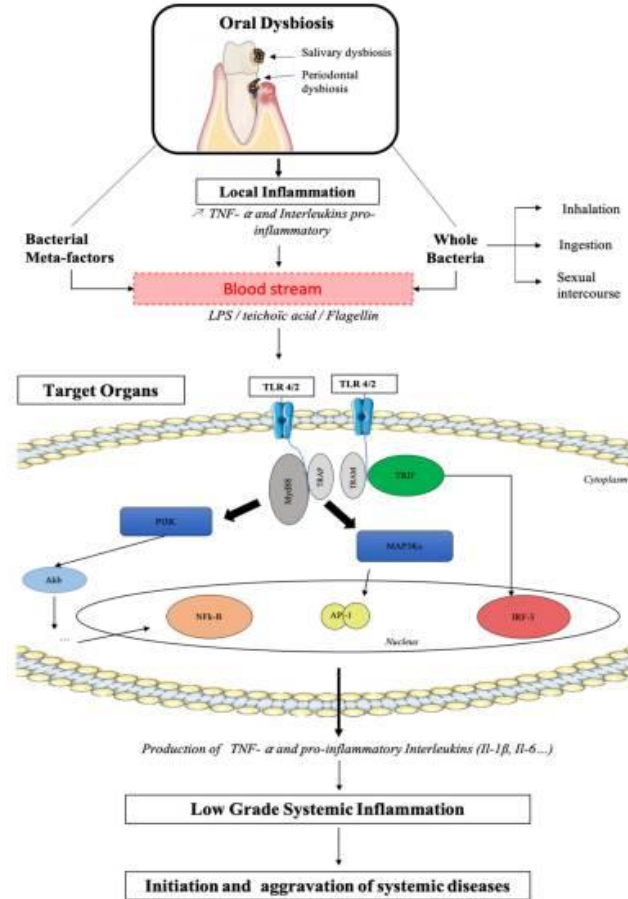 Oral Dysbiosis
Salivary dysbiosis
Periodontal
dysbiosis
Local Inflammation
↗ TNF- α and Interleukins pro-
inflammatory
Bacterial
Meta-factors
Whole
Bacteria
Inhalation
Ingestion
Sexual
intercourse
Blood stream
LPS / teichoïc acid / Flagellin
Target Organs
TLR 4/2
TLR 4/2
Myd88
TRAP
TRAM
TRIF
Cytoplasm
PI3K
MAP3Ks
Akb
...
NFk-B
AP-1
IRF-3
Nucleus
Production of TNF- α and pro-inflammatory Interleukins (Il-1β, Il-6…)
Low Grade Systemic Inflammation
Initiation and aggravation of systemic diseases